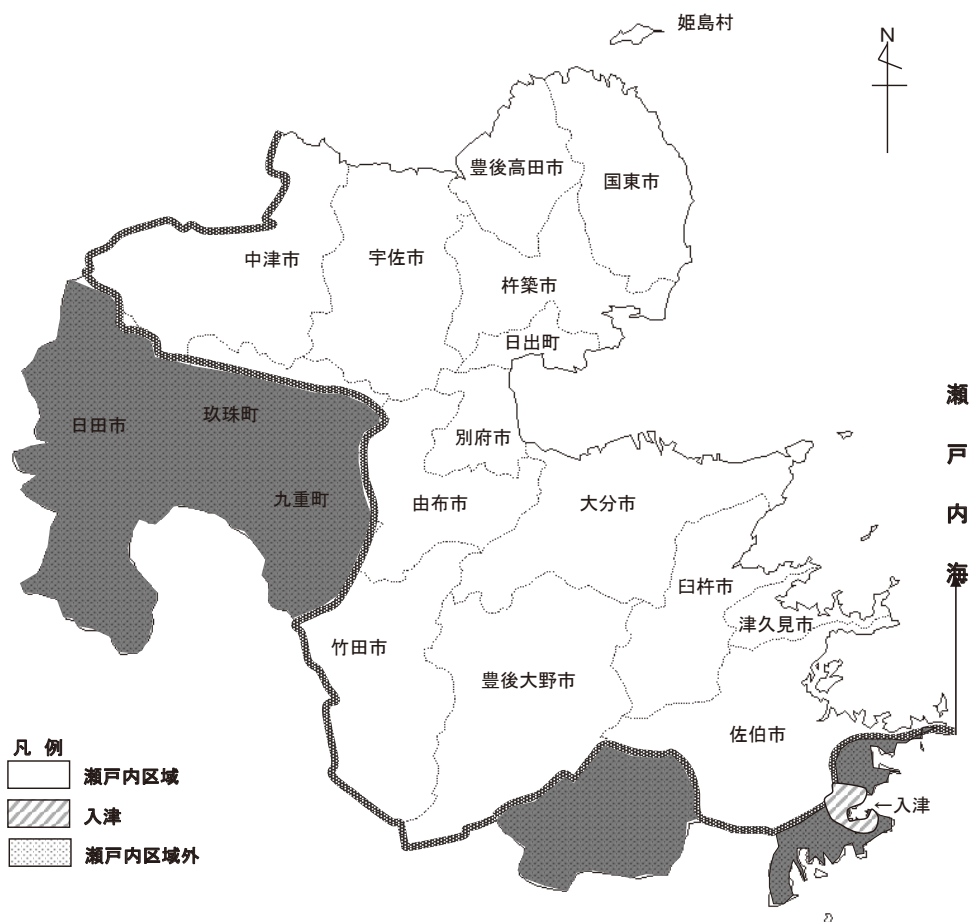 姫島村
N
豊後高田市
国東市
中津市
宇佐市
杵築市
日出町
日田市
玖珠町
別府市
九重町
由布市
大分市
臼杵市
津久見市
竹田市
豊後大野市
佐伯市
瀬戸内海
←入津
凡 例
瀬戸内区域
入津
瀬戸内区域外